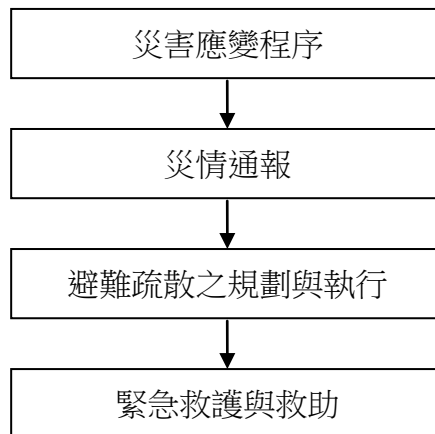 災害應變程序
災情通報
避難疏散之規劃與執行
緊急救護與救助